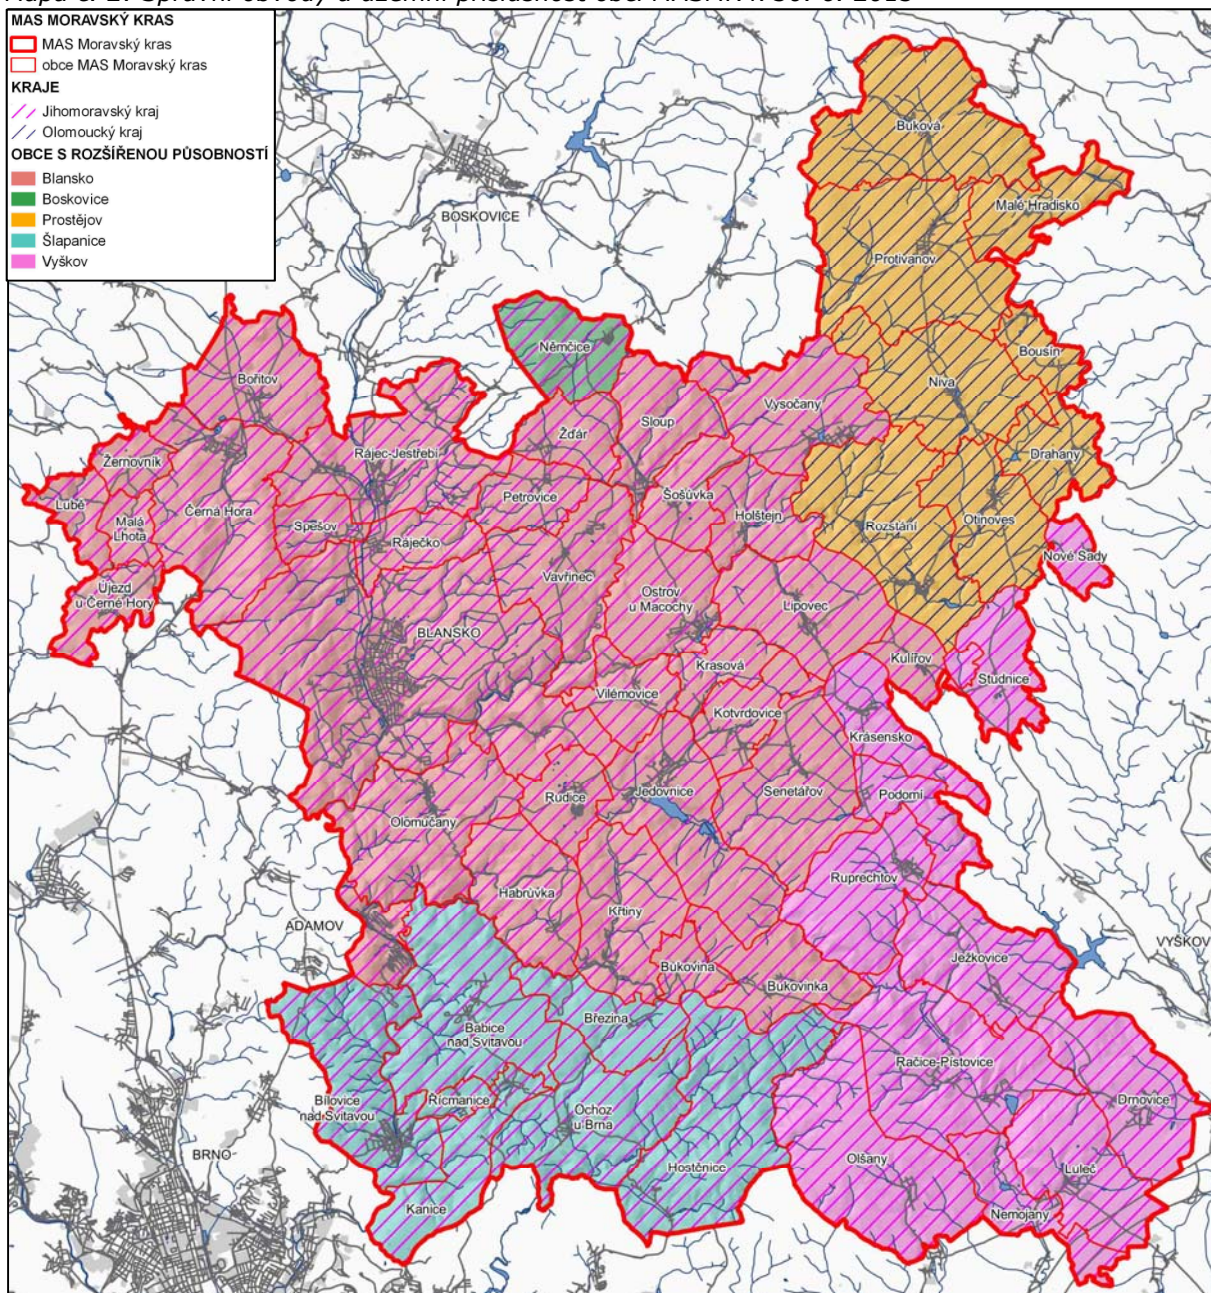 MAS MORAVSKÝ KRAS
MAS Moravský kras
obce MAS Moravský kras
KRAJE
Jihomoravský kraj
Olomoucký kraj
OBCE S ROZŠÍŘENOU PŮSOBNOSTÍ
Blansko
Boskovice
Prostějov
Šlapanice
Vyškov
Buková
BOSKOVICE
Malé Hradisko
Protivanov
Němčice
Bousín
Bořitov
Niva
Vysočany
Sloup
Žďár
Rájec-Jestřebí
Drahany
Žernovník
Petrovice
Lubě
Černá Hora
Šošůvka
Malá
Lhota
Spešov
Holštejn
Rozstání
Otinoves
Ráječko
Nové Sady
Vavřinec
Újezd
u Černé Hory
Ostrov
u Macochy
Lipovec
BLANSKO
Krasová
Kulířov
Studnice
Vilémovice
Kotvrdovice
Krásensko
Rudice
Jedovnice
Senetářov
Podomí
Olomučany
Ruprechtov
Habrůvka
Křtiny
ADAMOV
VYŠKOV
Ježkovice
Bukovina
Bukovinka
Březina
Babice
nad Svitavou
Račice-Pístovice
Řícmanice
Drnovice
Bílovice
nad Svitavou
Ochoz
u Brna
BRNO
Olšany
Hostěnice
Luleč
Kanice
Nemojany